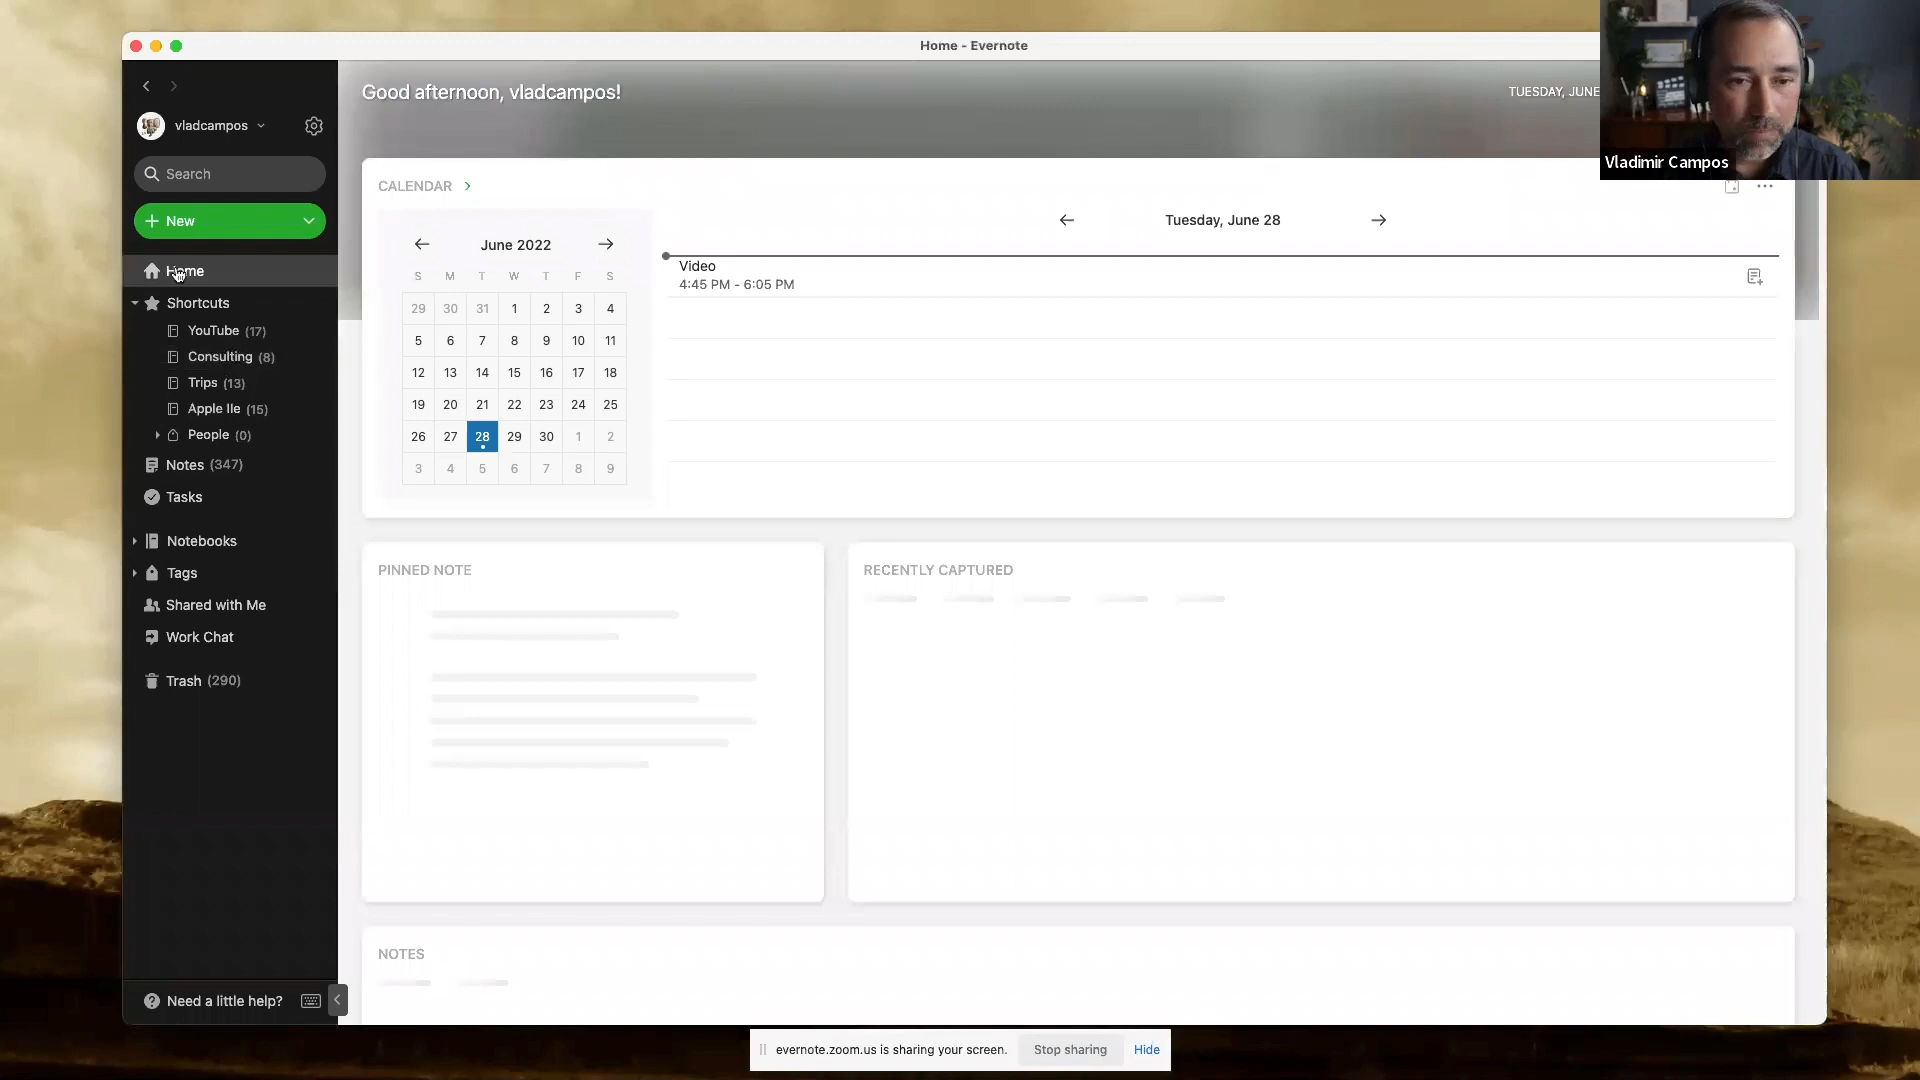 Home - Evernote
vladcampos
Search
New
Home
Shortcuts
YouTube (17)
Consulting (8)
Trips (13)
Apple IIe (15)
People (0)
Notes (347)
Tasks
Notebooks
Tags
Shared with Me
Work Chat
Trash (290)
Need a little help?
Good afternoon, vladcampos!
TUESDAY, JUNE
Vladimir Campos
CALENDAR
June 2022
S M T W T F S
29 30 31 1 2 3 4
5 6 7 8 9 10 11
12 13 14 15 16 17 18
19 20 21 22 23 24 25
26 27 28 29 30 1 2
3 4 5 6 7 8 9
Tuesday, June 28
Video
4:45 PM - 6:05 PM
PINNED NOTE
RECENTLY CAPTURED
NOTES
evernote.zoom.us is sharing your screen. Stop sharing Hide